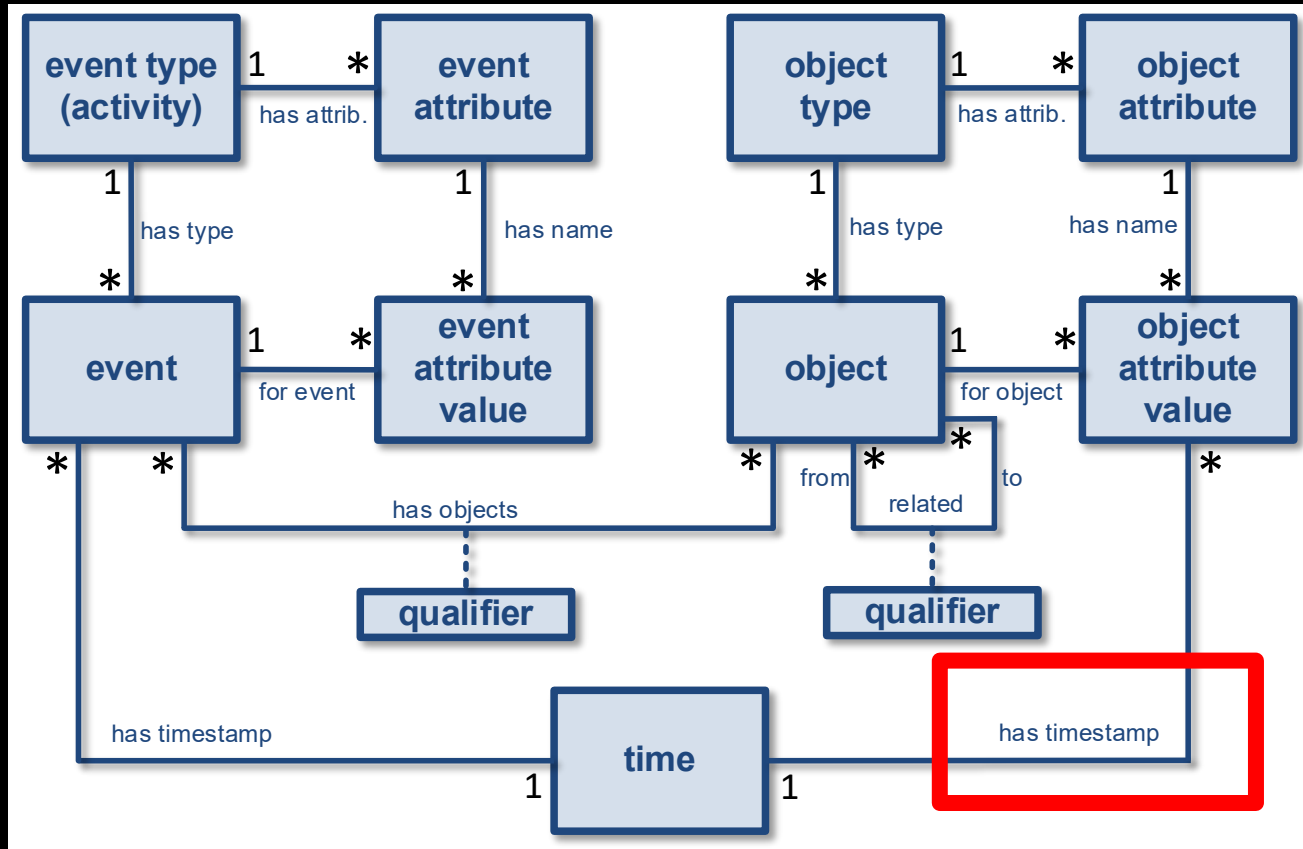 event type
(activity)
1
*
has attrib.
event
attribute
object
type
1
*
has attrib.
object
attribute
1
has type
*
1
has name
*
1
has type
*
1
has name
*
event
1
*
for event
event
attribute
value
object
1
*
for object
object
attribute
value
*
*
has objects
*
from
*
*
to
related
*
qualifier
qualifier
has timestamp
1
time
1
has timestamp